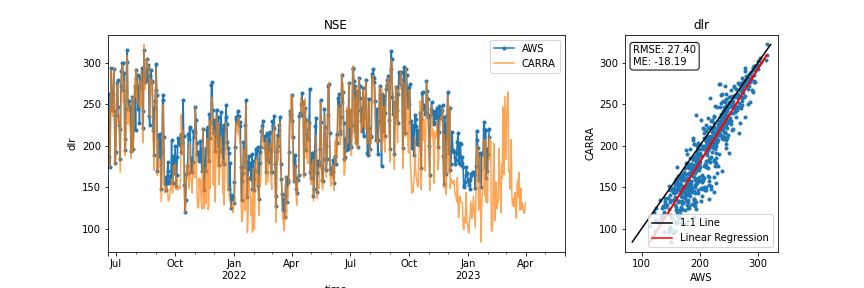 NSE
dlr
300
250
200
150
100
dlr
AWS
CARRA
Jul
Oct
Jan
2022
Apr
Jul
Oct
Jan
2023
Apr
time
RMSE: 27.40
ME: -18.19
300
250
200
150
100
CARRA
1:1 Line
Linear Regression
100
200
300
AWS